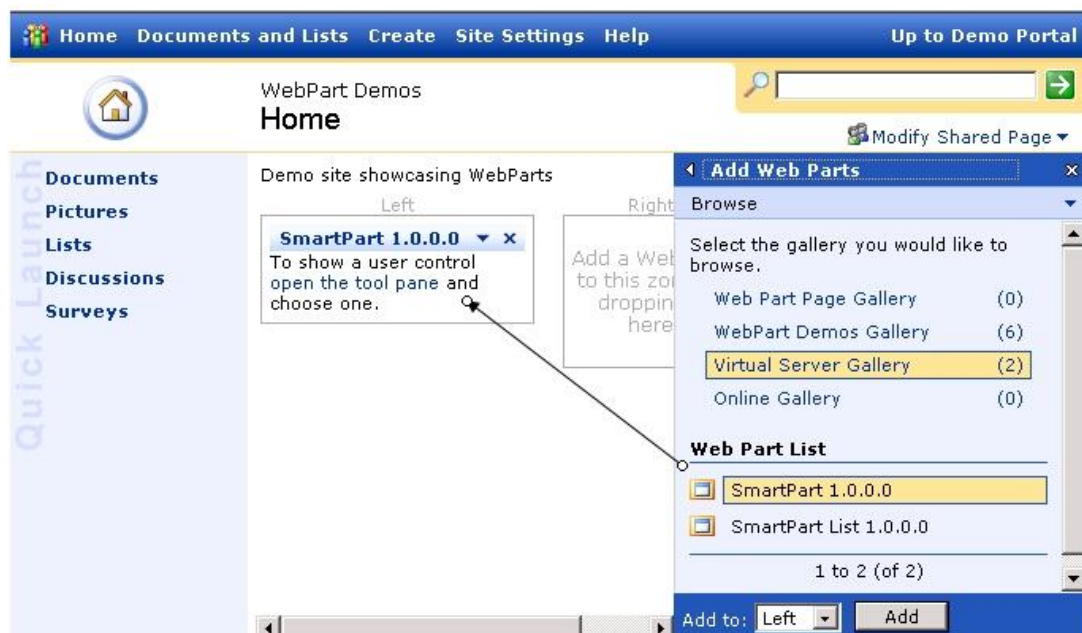 Home Documents and Lists Create Site Settings Help Up to Demo Portal
WebPart Demos
Home
Modify Shared Page
Quick Launch
Documents
Pictures
Lists
Discussions
Surveys
Demo site showcasing WebParts
Left
SmartPart 1.0.0.0
To show a user control
open the tool pane and
choose one.
Right
Add a Web
to this zo
droppin
here
Add Web Parts
Browse
Select the gallery you would like to
browse.
Web Part Page Gallery (0)
WebPart Demos Gallery (6)
Virtual Server Gallery (2)
Online Gallery (0)
Web Part List
SmartPart 1.0.0.0
SmartPart List 1.0.0.0
1 to 2 (of 2)
Add to: Left Add